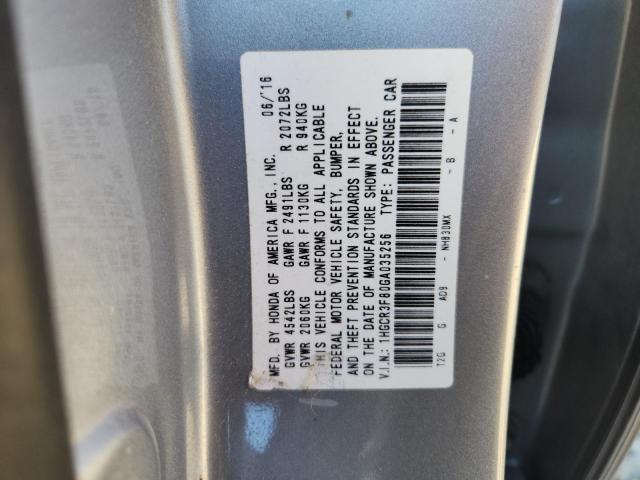 MFD. BY HONDA OF AMERICA MFG., INC. 06/'16
GVWR 4542LBS GAWR F 2491LBS R 2072LBS
GVWR 2060KG GAWR F 1130KG R 940KG
THIS VEHICLE CONFORMS TO ALL APPLICABLE
FEDERAL MOTOR VEHICLE SAFETY, BUMPER,
AND THEFT PREVENTION STANDARDS IN EFFECT
ON THE DATE OF MANUFACTURE SHOWN ABOVE.
V.I.N.: 1HGCR3F80GA035256 TYPE: PASSENGER CAR
T2G G AD9 - NH830MX - B - A